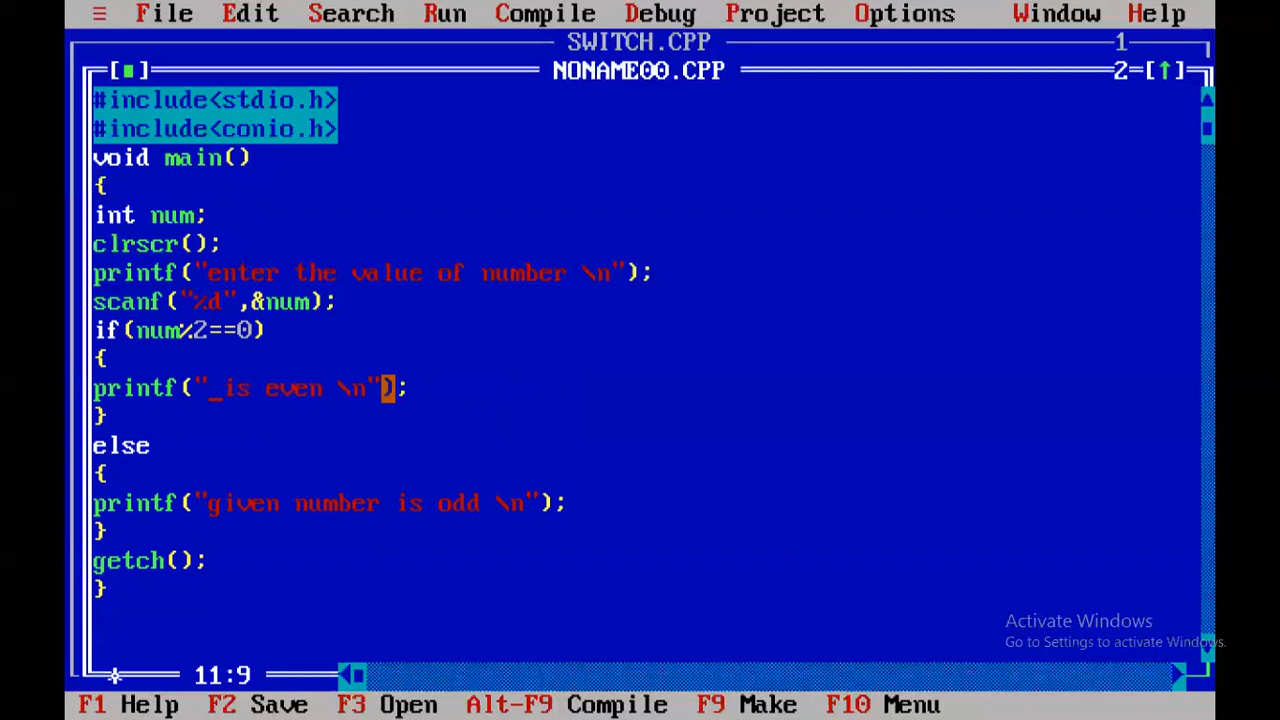 ≡ File Edit Search Run Compile Debug Project Options Window Help
SWITCH.CPP 1
[■] NONAME00.CPP 2=[↑]
#include<stdio.h>
#include<conio.h>
void main()
{
int num;
clrscr();
printf("enter the value of number \n");
scanf("%d",&num);
if(num%2==0)
{
printf("_is even \n");
}
else
{
printf("given number is odd \n");
}
getch();
}
Activate Windows
Go to Settings to activate Windows.
11:9
F1 Help F2 Save F3 Open Alt-F9 Compile F9 Make F10 Menu